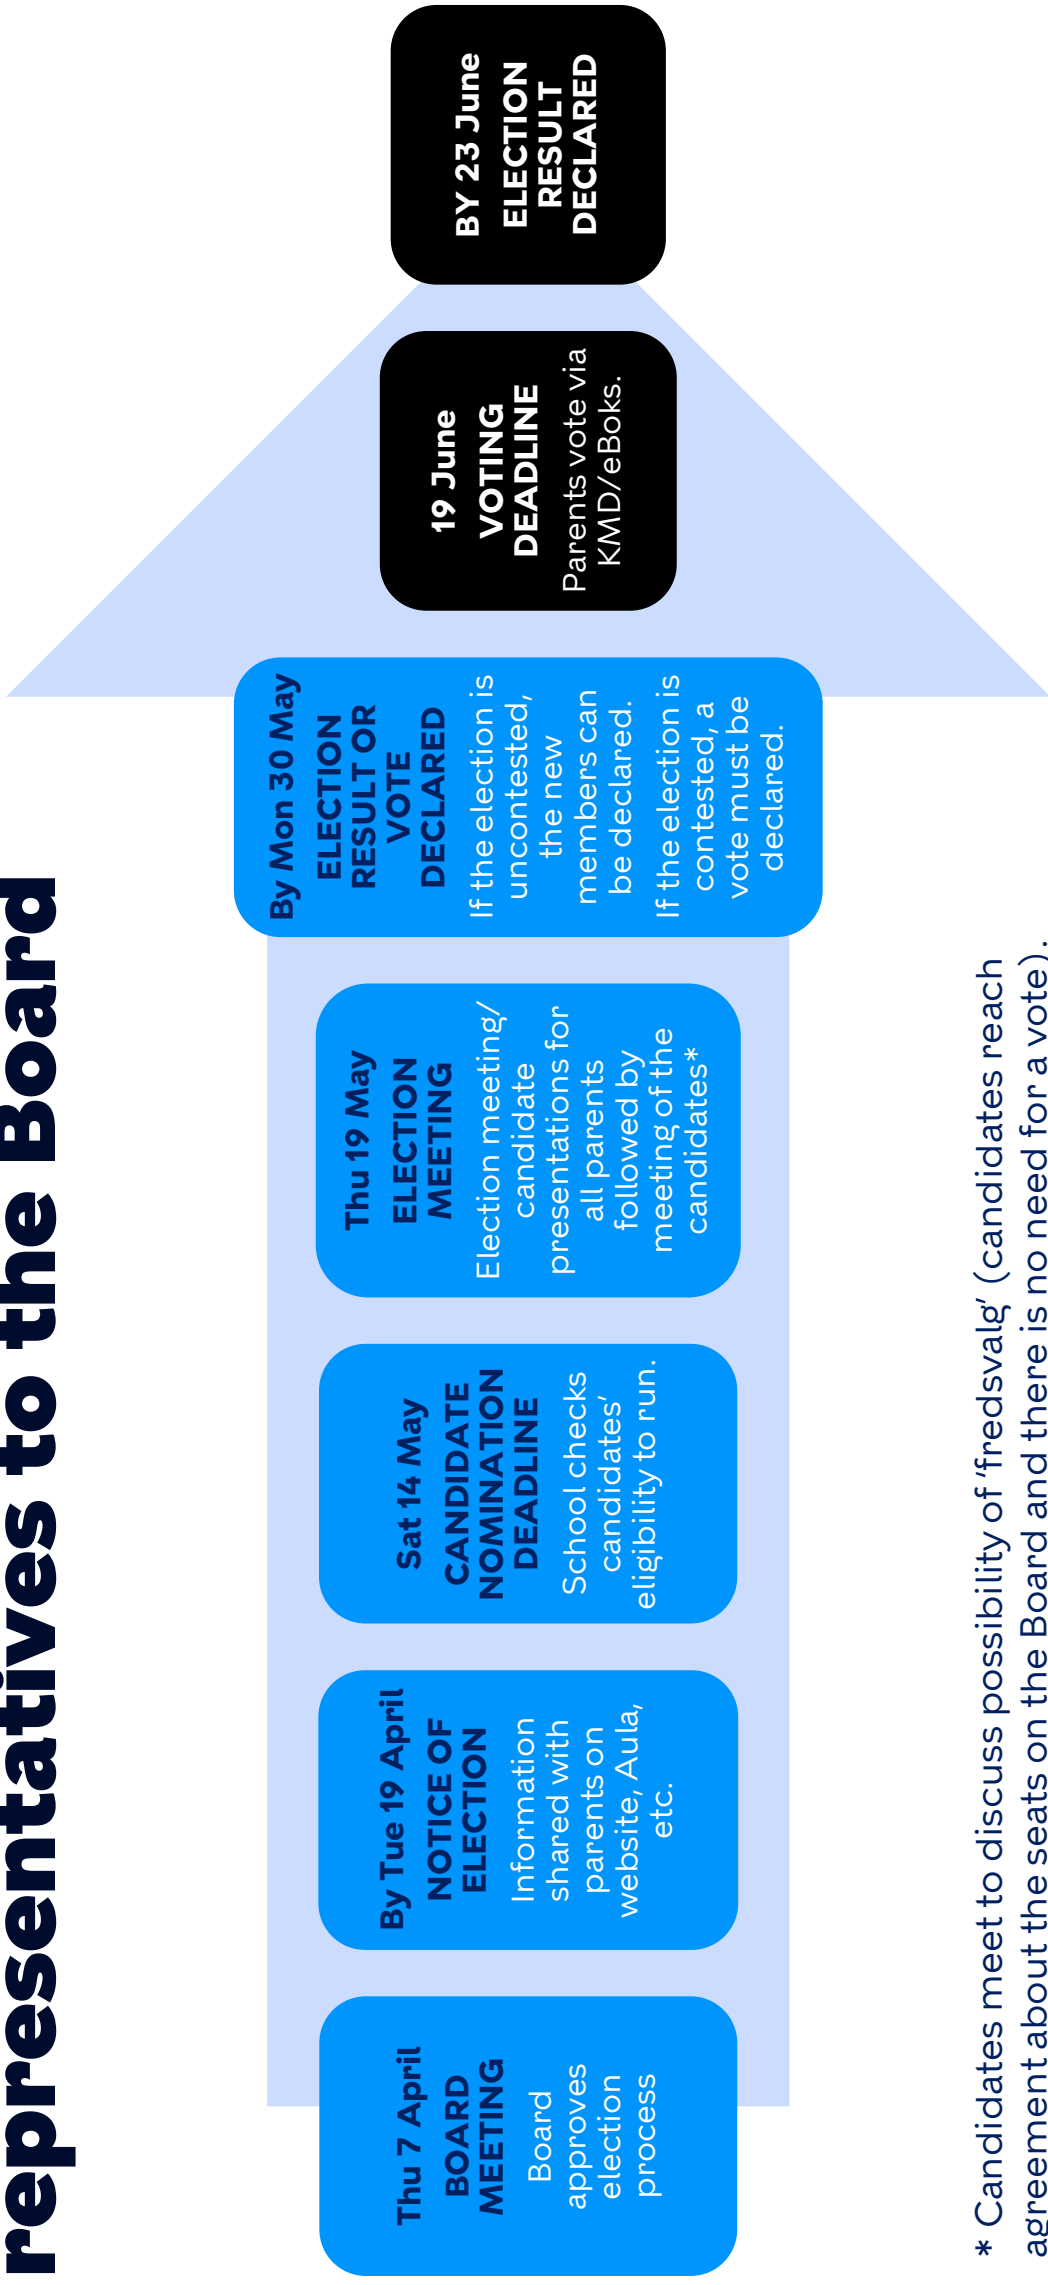 representatives to the Board
Thu 7 April
BOARD
MEETING
Board
approves
election
process
By Tue 19 April
NOTICE OF
ELECTION
Information
shared with
parents on
website, Aula,
etc.
Sat 14 May
CANDIDATE
NOMINATION
DEADLINE
School checks
candidates'
eligibility to run.
Thu 19 May
ELECTION
MEETING
Election meeting/
candidate
presentations for
all parents
followed by
meeting of the
candidates*
By Mon 30 May
ELECTION
RESULT OR
VOTE
DECLARED
If the election is
uncontested,
the new
members can
be declared.
If the election is
contested, a
vote must be
declared.
19 June
VOTING
DEADLINE
Parents vote via
KMD/eBoks.
BY 23 June
ELECTION
RESULT
DECLARED
* Candidates meet to discuss possibility of 'fredsvalg' (candidates reach
agreement about the seats on the Board and there is no need for a vote).